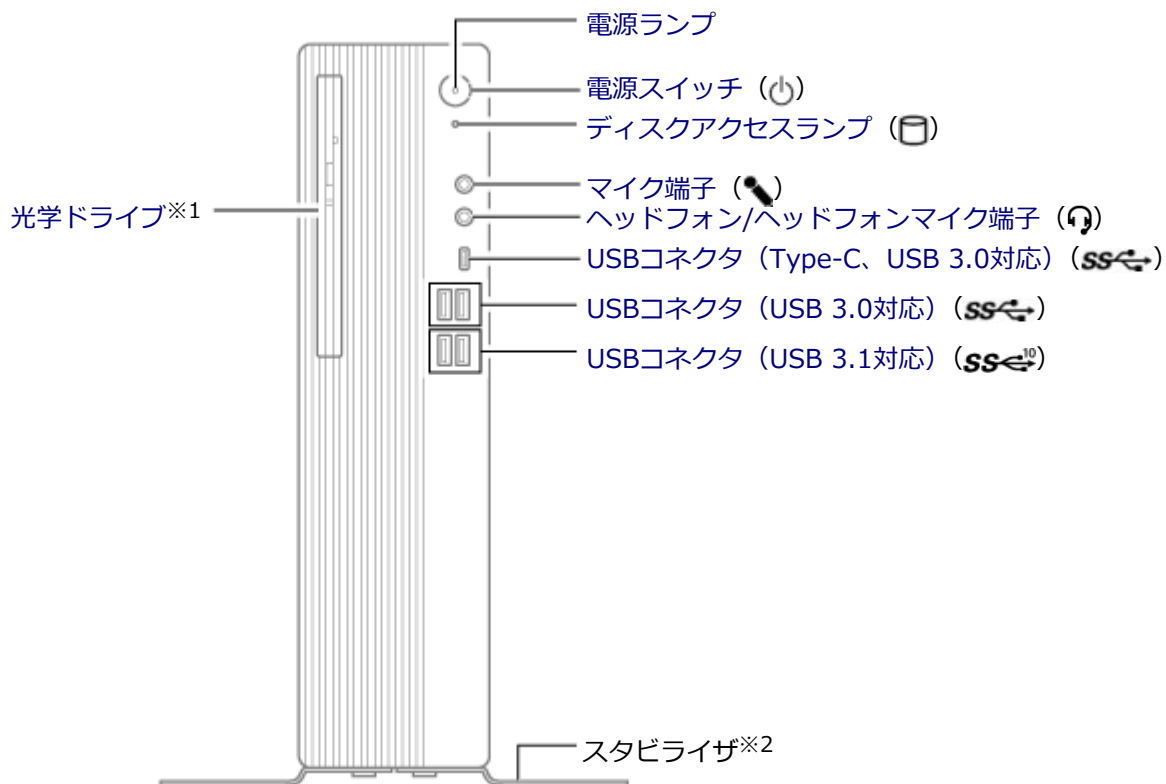 電源ランプ
電源スイッチ（）
ディスクアクセスランプ（）
マイク端子（）
光学ドライブ※1
ヘッドフォン/ヘッドフォンマイク端子（）
USBコネクタ（Type-C、USB 3.0対応）（SS）
USBコネクタ（USB 3.0対応）（SS）
USBコネクタ（USB 3.1対応）（SS10）
スタビライザ※2